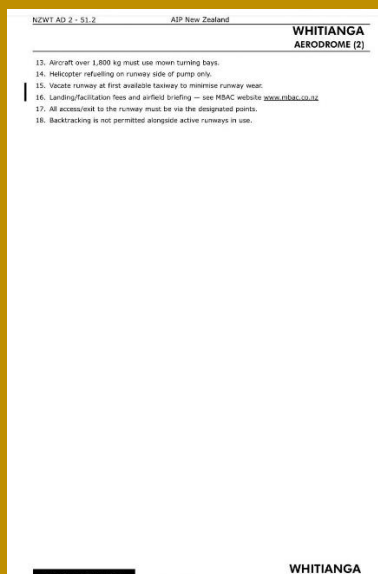 NZWT AD 2 - 51.2 AIP New Zealand
WHITIANGA
AERODROME (2)
13. Aircraft over 1,800 kg must use mown turning bays.
14. Helicopter refuelling on runway side of pump only.
15. Vacate runway at first available taxiway to minimise runway wear.
16. Landing/facilitation fees and airfield briefing — see MBAC website www.mbac.co.nz
17. All access/exit to the runway must be via the designated points.
18. Backtracking is not permitted alongside active runways in use.
WHITIANGA